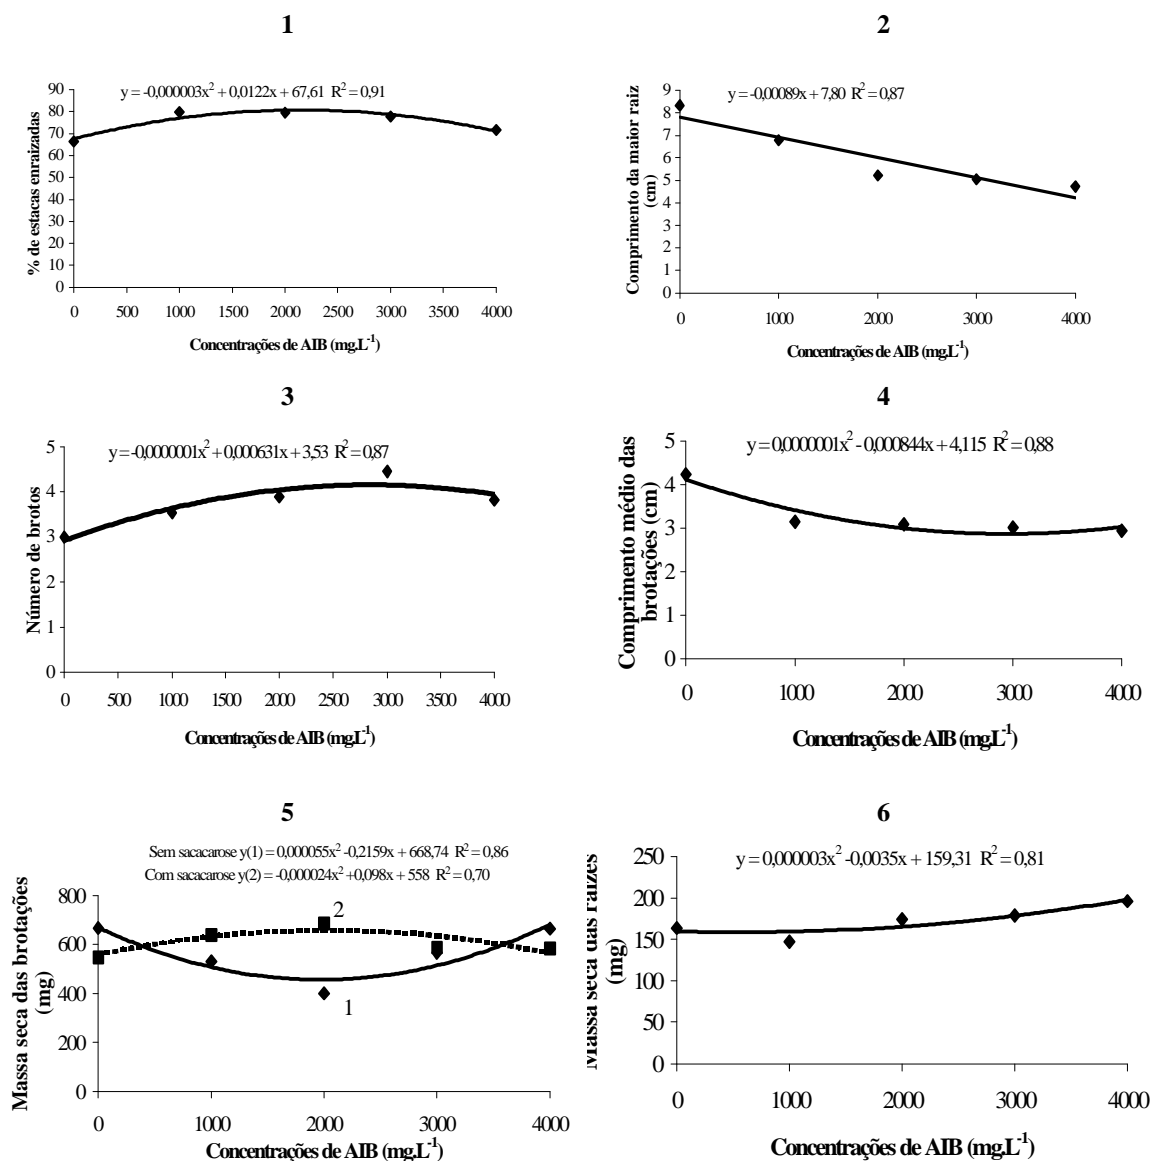 1
y = -0,000003x² + 0,0122x + 67,61 R² = 0,91
% de estacas enraizadas
90
80
70
60
50
40
30
20
10
0
0 500 1000 1500 2000 2500 3000 3500 4000
Concentrações de AIB (mg.L⁻¹)
2
y = -0,00089x + 7,80 R² = 0,87
Comprimento da maior raiz
(cm)
9
8
7
6
5
4
3
2
1
0
0 1000 2000 3000 4000
Concentrações de AIB (mg.L⁻¹)
3
y = -0,0000001x² + 0,000631x + 3,53 R² = 0,87
Número de brotos
5
4
3
2
1
0
0 500 1000 1500 2000 2500 3000 3500 4000
Concentrações de AIB (mg.L⁻¹)
4
y = 0,0000001x² - 0,000844x + 4,115 R² = 0,88
Comprimento médio das
brotações (cm)
5
4
3
2
1
0
0 1000 2000 3000 4000
Concentrações de AIB (mg.L⁻¹)
5
Sem sacacarose y(1) = 0,000055x² -0,2159x + 668,74 R² = 0,86
Com sacacarose y(2) = -0,000024x² +0,098x + 558 R² = 0,70
Massa seca das brotações
(mg)
800
600
400
200
0
2
1
0 1000 2000 3000 4000
Concentrações de AIB (mg.L⁻¹)
6
y = 0,000003x² -0,0035x + 159,31 R² = 0,81
Massa seca das raízes
(mg)
250
200
150
100
50
0
0 1000 2000 3000 4000
Concentrações de AIB (mg.L⁻¹)